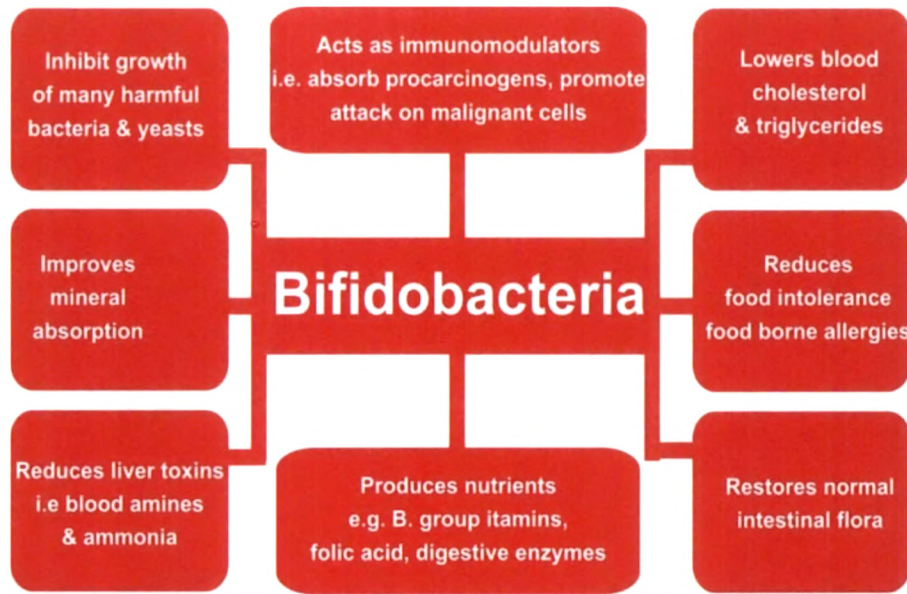 Inhibit growth
of many harmful
bacteria & yeasts
Acts as immunomodulators
i.e. absorb procarcinogens, promote
attack on malignant cells
Lowers blood
cholesterol
& triglycerides
Improves
mineral
absorption
Bifidobacteria
Reduces
food intolerance
food borne allergies
Reduces liver toxins
i.e blood amines
& ammonia
Produces nutrients
e.g. B. group itamins,
folic acid, digestive enzymes
Restores normal
intestinal flora